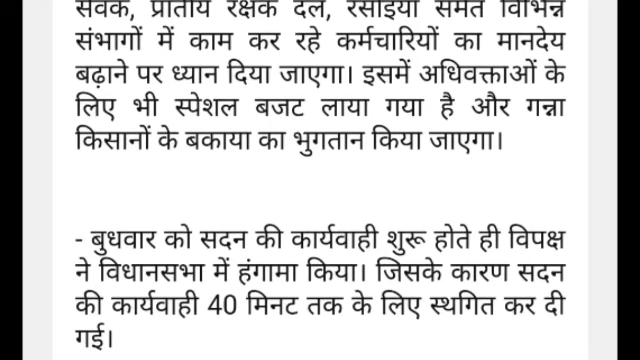 सेवक, प्रांतीय रक्षक दल, रसोइया समेत विभिन्न
संभागों में काम कर रहे कर्मचारियों का मानदेय
बढ़ाने पर ध्यान दिया जाएगा। इसमें अधिवक्ताओं के
लिए भी स्पेशल बजट लाया गया है और गन्ना
किसानों के बकाया का भुगतान किया जाएगा।
- बुधवार को सदन की कार्यवाही शुरू होते ही विपक्ष
ने विधानसभा में हंगामा किया। जिसके कारण सदन
की कार्यवाही 40 मिनट तक के लिए स्थगित कर दी
गई।